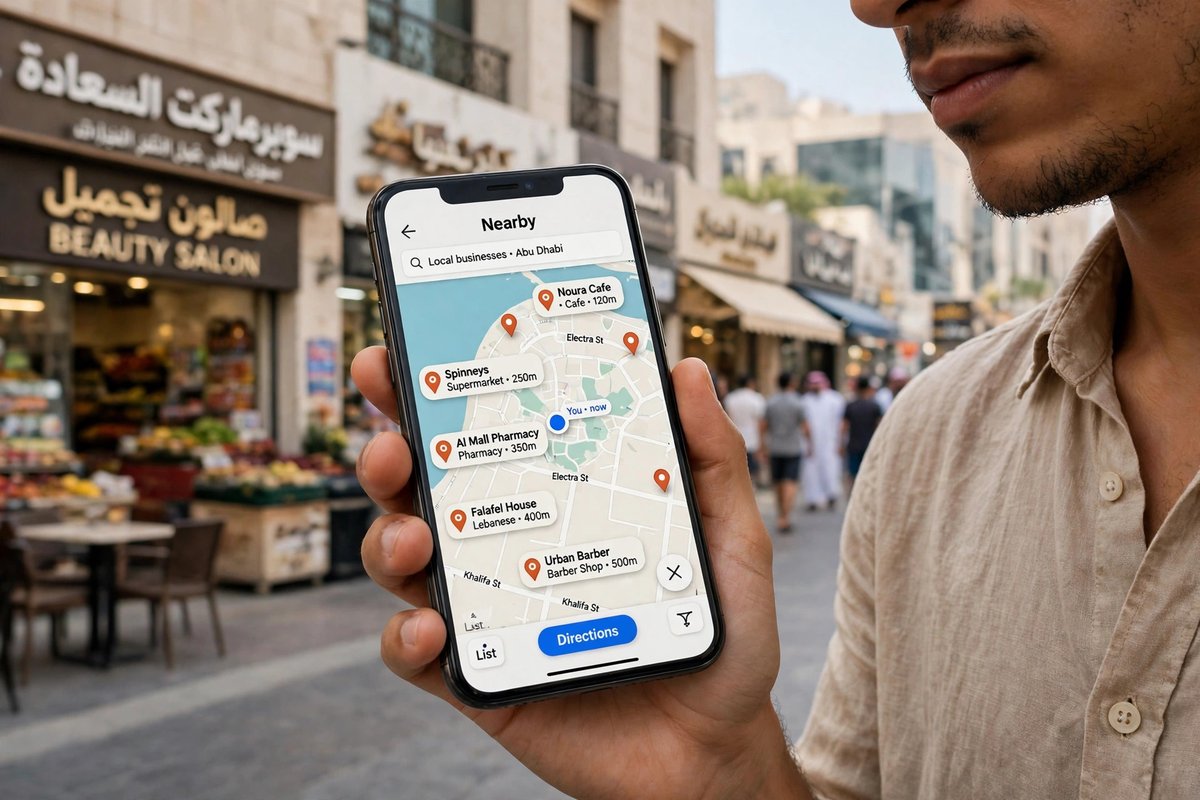 سوبرماركت السعادة
صالون تجميل
BEAUTY SALON
Nearby
Local businesses • Abu Dhabi
Noura Cafe
• Cafe • 120m
Electra St
Spinneys
Supermarket • 250m
You • now
Al Mall Pharmacy
Pharmacy • 350m
Electra St
Falafel House
Lebanese • 400m
Urban Barber
Barber Shop • 500m
Khalifa St
Khalifa St
List
Directions